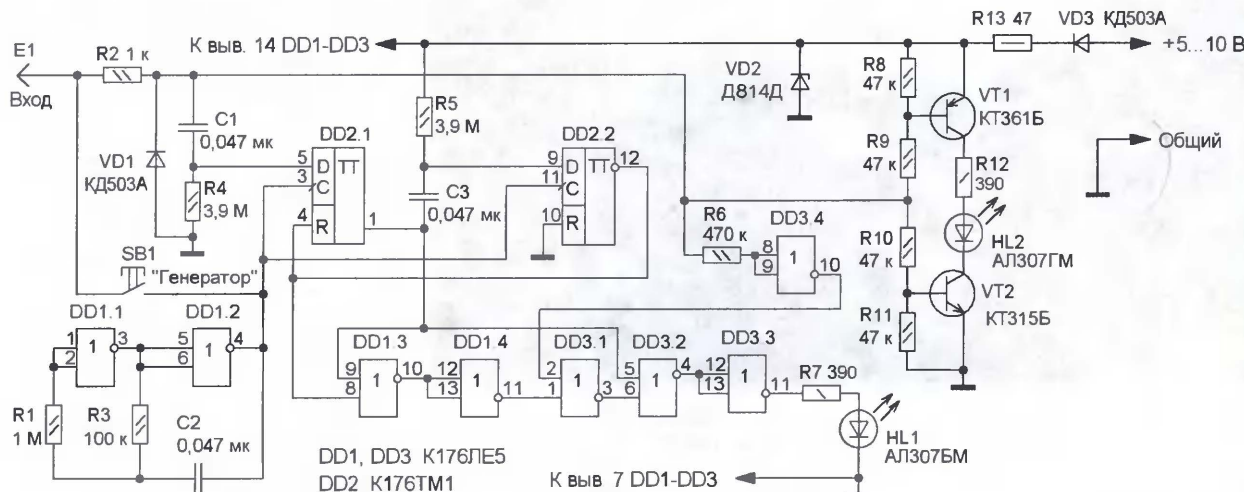 E1
Вход
R2 1 к
К выв. 14 DD1-DD3
R13 47
VD3 КД503А
+5...10 В
VD2
Д814Д
R8
47 к
VT1
КТ361Б
Общий
C1
0,047 мк
VD1
КД503А
R4
3,9 М
DD2.1
5
3
4
D
C
R
TT
1
R5
3,9 М
C3
0,047 мк
DD2.2
9
11
10
D
C
R
TT
12
R9
47 к
R12
390
HL2
АЛ307ГМ
R6
470 к
DD3.4
8
9
1
10
R10
47 к
VT2
КТ315Б
R11
47 к
SB1
"Генератор"
DD1.1
1
2
1
3
DD1.2
5
6
1
4
R1
1 М
R3
100 к
C2
0,047 мк
DD1.3
9
8
1
10
DD1.4
12
13
1
11
DD3.1
2
1
1
3
DD3.2
5
6
1
4
DD3.3
12
13
1
11
R7 390
HL1
АЛ307БМ
DD1, DD3 К176ЛЕ5
DD2 К176ТМ1
К выв 7 DD1-DD3